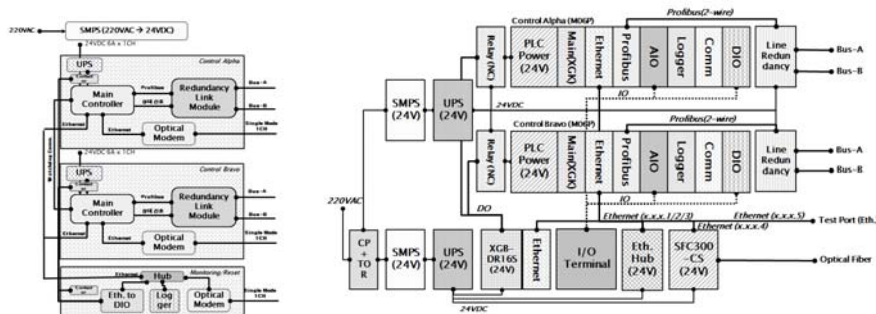 220VAC
SMPS (220VAC → 24VDC)
24VDC 6A x 1CH
Control Alpha
UPS
Main Controller
Profibus
Ethernet
Redundancy Link Module
Bus-A
Bus-B
Optical Modem
Single Mode 1CH
24VDC 6A x 1CH
Control Bravo
UPS
Main Controller
Profibus
Ethernet
Redundancy Link Module
Bus-A
Bus-B
Optical Modem
Single Mode 1CH
Ethernet
Hub
Monitoring/Reset
Eth. to DIO
Logger
Optical Modem
Single Mode 1CH
Control Alpha (M06P)
Profibus(2-wire)
Relay (NC)
PLC Power (24V)
Main(XGK)
Ethernet
Profibus
AIO
Logger
Comm
DIO
Line Redundancy
Bus-A
Bus-B
IO
SMPS (24V)
UPS (24V)
24VDC
Control Bravo (M06P)
Profibus(2-wire)
Relay (NC)
PLC Power (24V)
Main(XGK)
Ethernet
Profibus
AIO
Logger
Comm
DIO
Line Redundancy
Bus-A
Bus-B
IO
220VAC
DO
Ethernet (x.x.x.1/2/3)
Ethernet (x.x.x.5)
Ethernet (x.x.x.4)
Test Port (Eth.
CP + TOR
SMPS (24V)
UPS (24V)
XGB-DR16S (24V)
Ethernet
I/O Terminal
Eth. Hub (24V)
SFC300-CS (24V)
Optical Fiber
24VDC